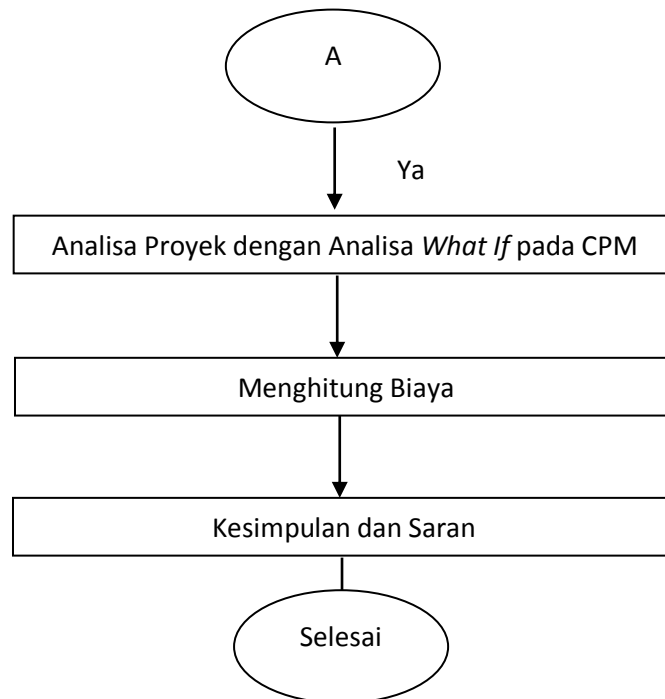 A
Ya
Analisa Proyek dengan Analisa What If pada CPM
Menghitung Biaya
Kesimpulan dan Saran
Selesai